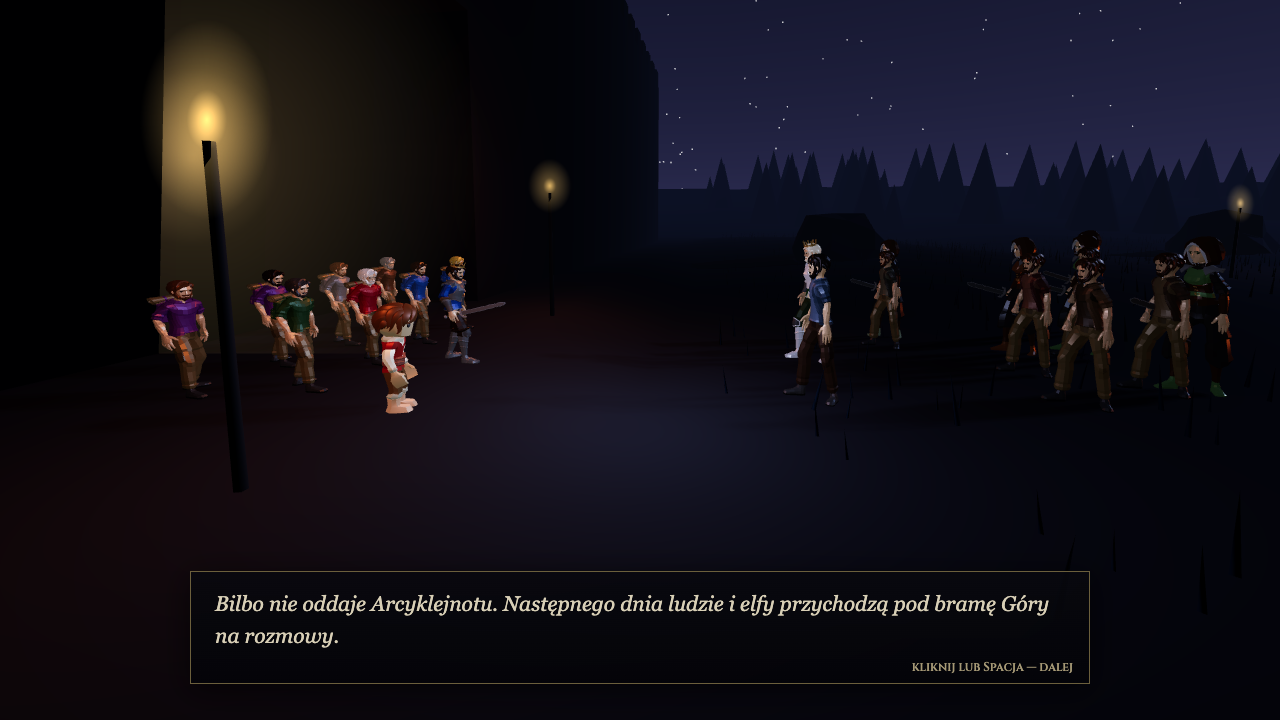 Bilbo nie oddaje Arcyklejnotu. Następnego dnia ludzie i elfy przychodzą pod bramę Góry
na rozmowy.
KLIKNIJ LUB SPACJA — DALEJ